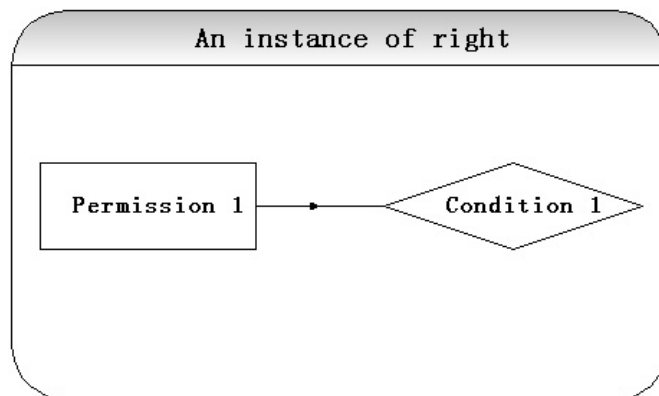 An instance of right
Permission 1
Condition 1